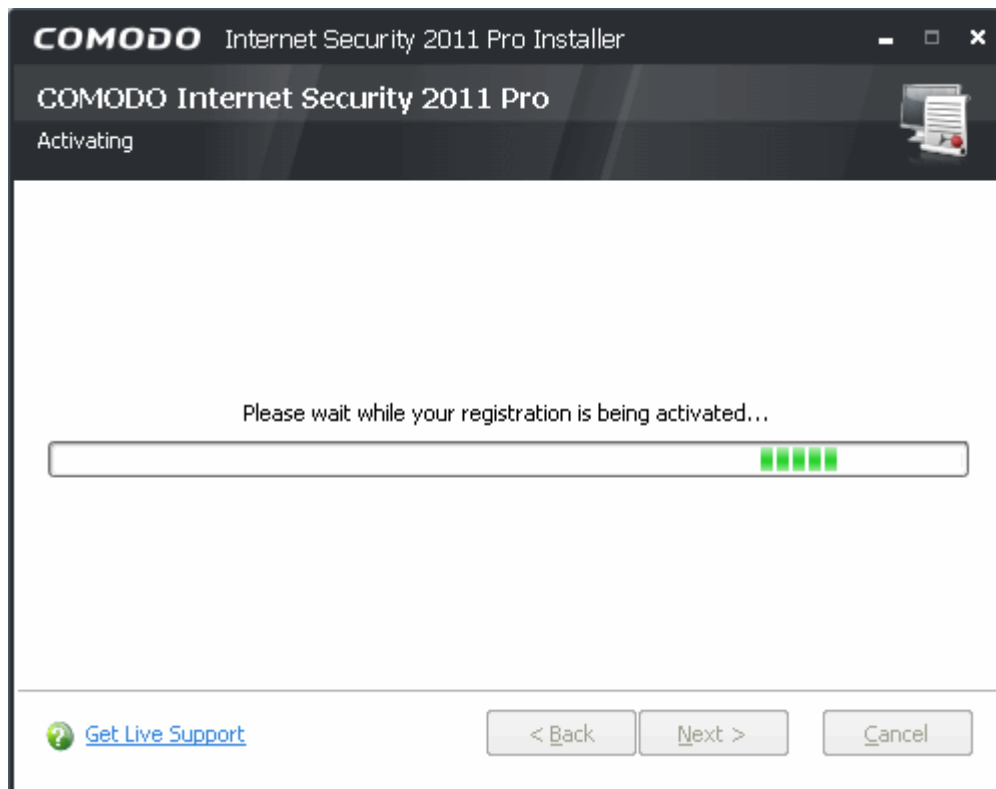 COMODO Internet Security 2011 Pro Installer
COMODO Internet Security 2011 Pro
Activating
Please wait while your registration is being activated...
Get Live Support
< Back
Next >
Cancel